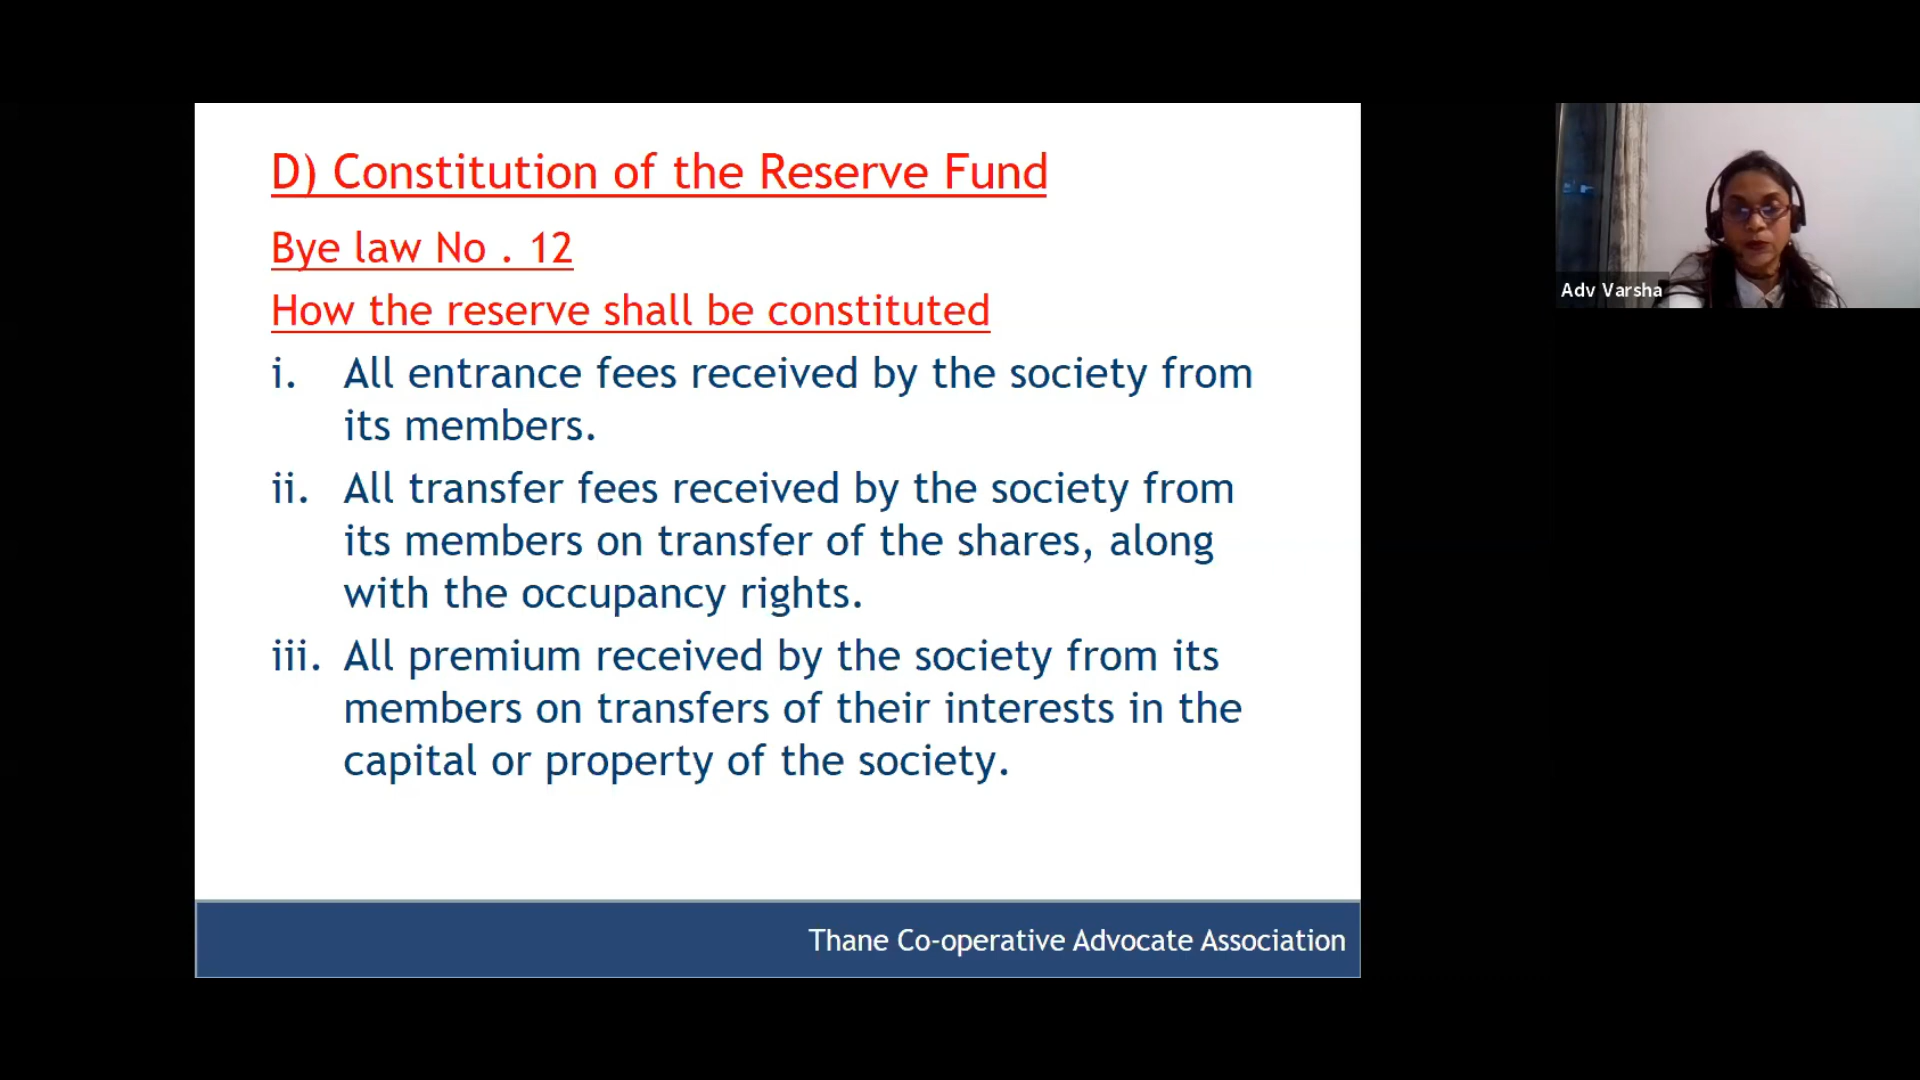 D) Constitution of the Reserve Fund
Bye law No . 12
How the reserve shall be constituted
i. All entrance fees received by the society from
its members.
ii. All transfer fees received by the society from
its members on transfer of the shares, along
with the occupancy rights.
iii. All premium received by the society from its
members on transfers of their interests in the
capital or property of the society.
Thane Co-operative Advocate Association
Adv Varsha